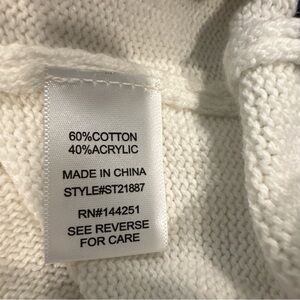 60%COTTON
40%ACRYLIC
MADE IN CHINA
STYLE#ST21887
RN#144251
SEE REVERSE
FOR CARE